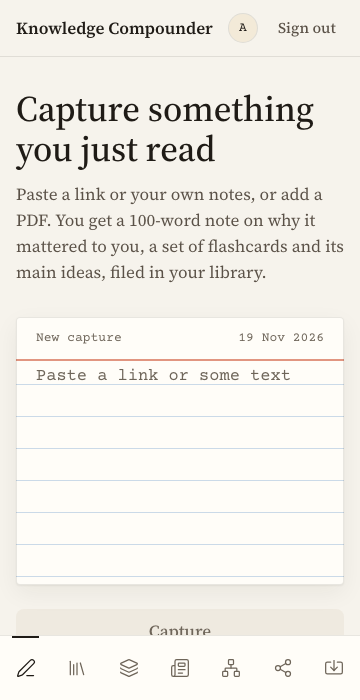 Knowledge Compounder A Sign out
Capture something
you just read
Paste a link or your own notes, or add a
PDF. You get a 100-word note on why it
mattered to you, a set of flashcards and its
main ideas, filed in your library.
New capture 19 Nov 2026
Paste a link or some text
Capture